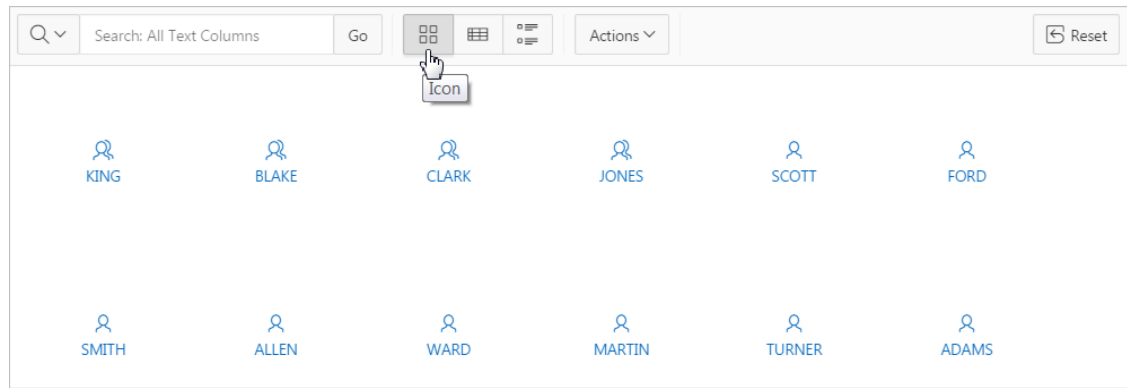 Search: All Text Columns Go Actions Reset
Icon
KING BLAKE CLARK JONES SCOTT FORD
SMITH ALLEN WARD MARTIN TURNER ADAMS